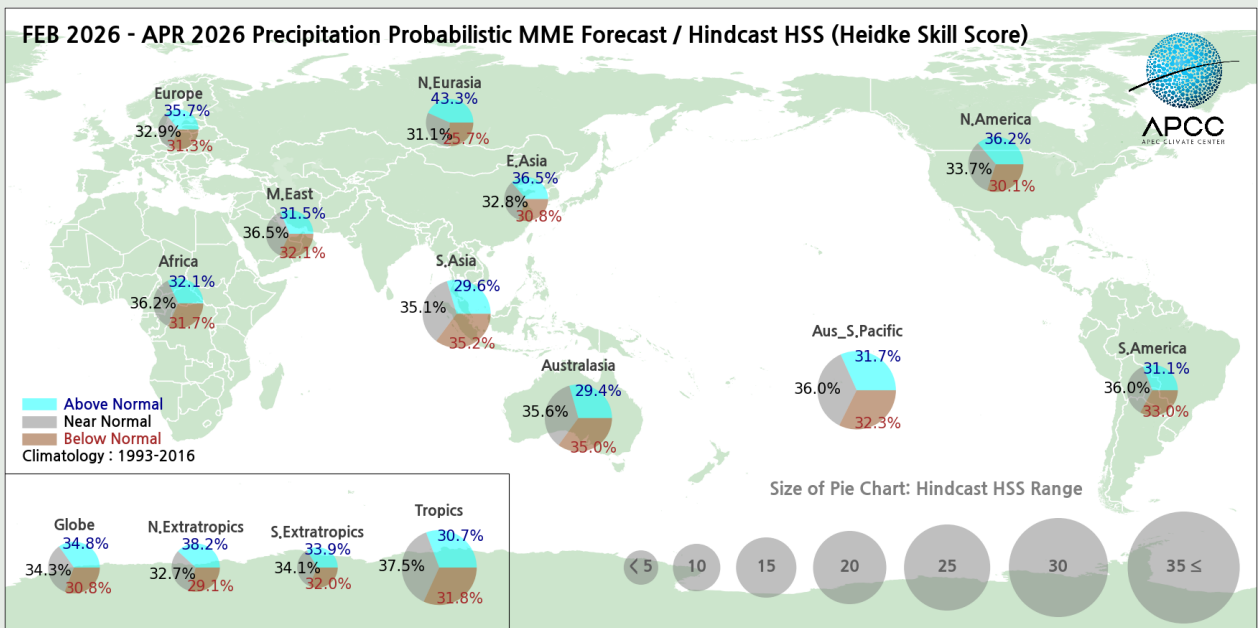 FEB 2026 - APR 2026 Precipitation Probabilistic MME Forecast / Hindcast HSS (Heidke Skill Score)
APCC
APEC CLIMATE CENTER
Europe
35.7%
32.9%
31.3%
N.Eurasia
43.3%
31.1%
25.7%
N.America
36.2%
33.7%
30.1%
E.Asia
36.5%
32.8%
30.8%
M.East
31.5%
36.5%
32.1%
Africa
32.1%
36.2%
31.7%
S.Asia
29.6%
35.1%
35.2%
Aus_S.Pacific
31.7%
36.0%
32.3%
S.America
31.1%
36.0%
33.0%
Australasia
29.4%
35.6%
35.0%
Above Normal
Near Normal
Below Normal
Climatology : 1993-2016
Globe
34.8%
34.3%
30.8%
N.Extratropics
38.2%
32.7%
29.1%
S.Extratropics
33.9%
34.1%
32.0%
Tropics
30.7%
37.5%
31.8%
Size of Pie Chart: Hindcast HSS Range
< 5 10 15 20 25 30 35 ≤